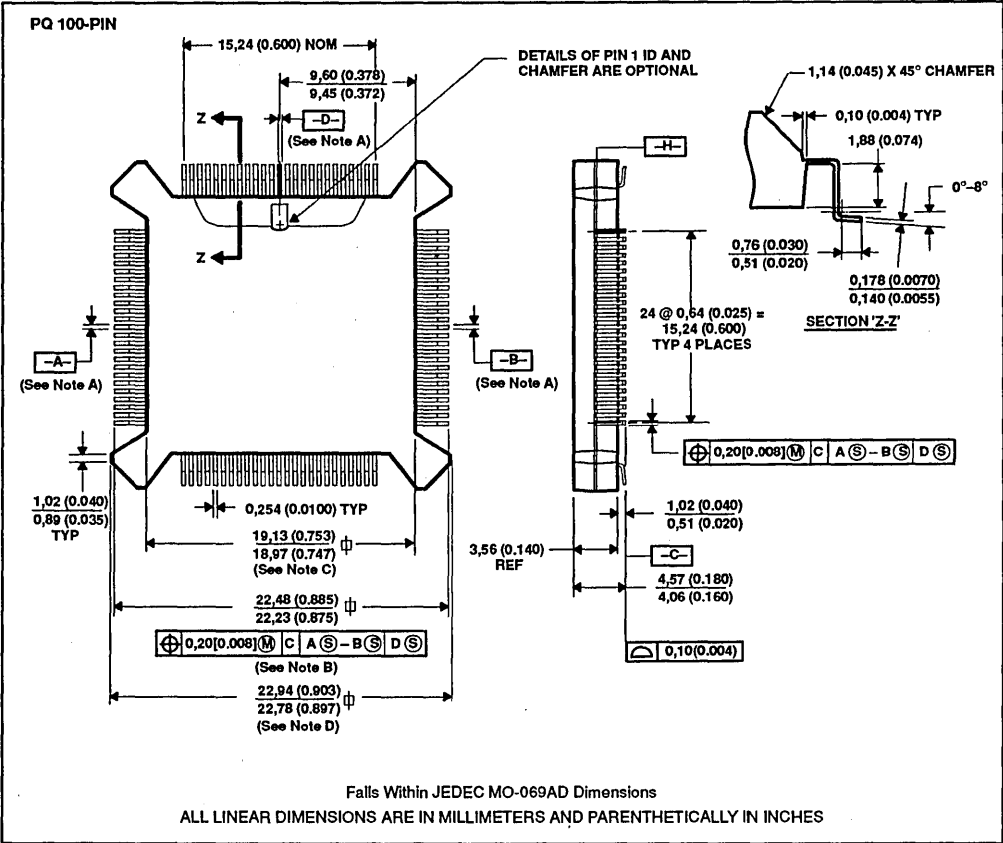 PQ 100-PIN
15,24 (0.600) NOM
9,60 (0.378)
9,45 (0.372)
DETAILS OF PIN 1 ID AND
CHAMFER ARE OPTIONAL
Z
–D–
(See Note A)
Z
–A–
(See Note A)
–B–
(See Note A)
1,02 (0.040)
0,89 (0.035)
TYP
0,254 (0.0100) TYP
19,13 (0.753)
18,97 (0.747)
(See Note C)
22,48 (0.885)
22,23 (0.875)
0,20[0.008]Ⓜ C A Ⓢ – B Ⓢ D Ⓢ
(See Note B)
22,94 (0.903)
22,78 (0.897)
(See Note D)
–H–
24 @ 0,64 (0.025) =
15,24 (0.600)
TYP 4 PLACES
0,20[0.008]Ⓜ C A Ⓢ – B Ⓢ D Ⓢ
1,02 (0.040)
0,51 (0.020)
3,56 (0.140)
REF
–C–
4,57 (0.180)
4,06 (0.160)
0,10(0.004)
1,14 (0.045) X 45° CHAMFER
0,10 (0.004) TYP
1,88 (0.074)
0°–8°
0,76 (0.030)
0,51 (0.020)
0,178 (0.0070)
0,140 (0.0055)
SECTION 'Z-Z'
Falls Within JEDEC MO-069AD Dimensions
ALL LINEAR DIMENSIONS ARE IN MILLIMETERS AND PARENTHETICALLY IN INCHES